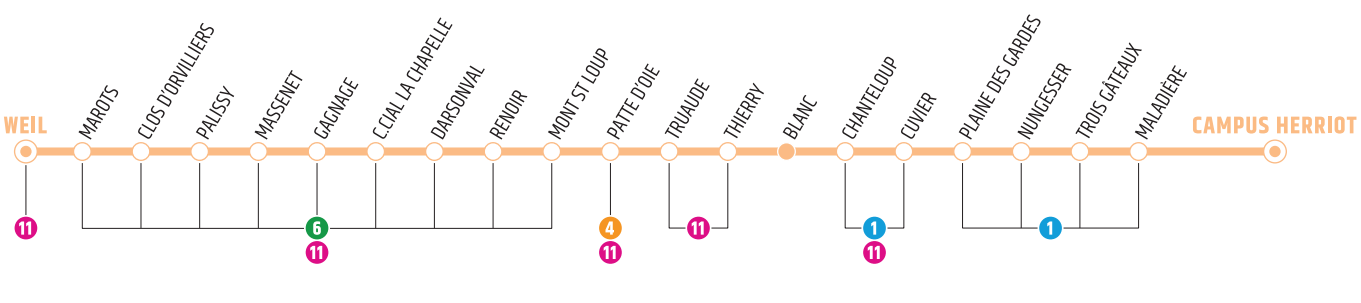 WEIL
MAROTS
CLOS D'ORVILLIERS
PALISSY
MASSENET
GAGNAGE
C.CIAL LA CHAPELLE
DARSONVAL
RENOIR
MONT ST LOUP
PATTE D'OIE
TRUAUDE
THIERRY
BLANC
CHANTELOUP
CUVIER
PLAINE DES GARDES
NUNGESSER
TROIS GÂTEAUX
MALADIÈRE
CAMPUS HERRIOT
11
6
11
4
11
11
1
11
1